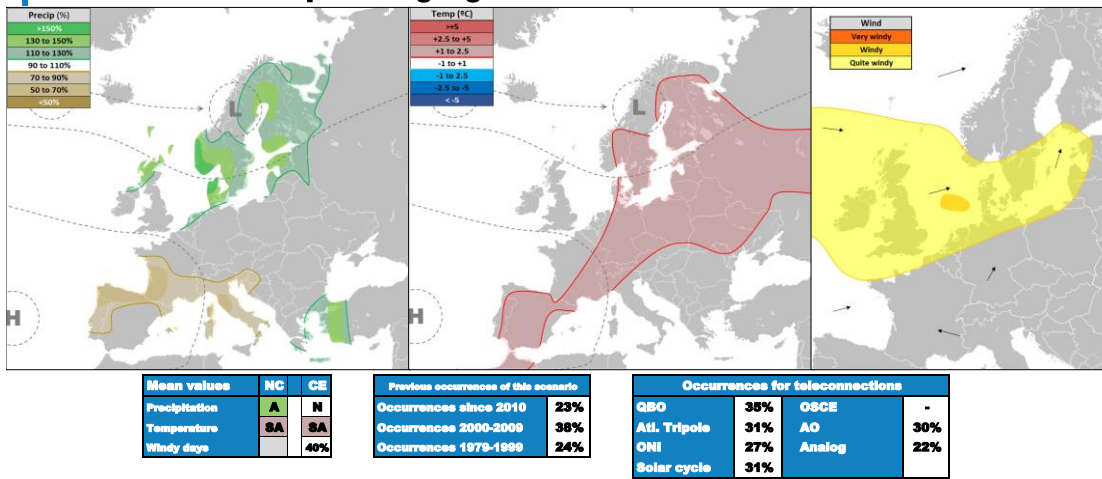 Precip (%)
>150%
130 to 150%
110 to 130%
90 to 110%
70 to 90%
50 to 70%
<50%
L
H
Temp (ºC)
>+5
+2.5 to +5
+1 to 2.5
-1 to +1
-1 to 2.5
-2.5 to -5
< -5
L
H
Wind
Very windy
Windy
Quite windy
Mean values NC CE
Precipitation A N
Temperature SA SA
Windy days 40%
Previous occurrences of this scenario
Occurrences since 2010 23%
Occurrences 2000-2009 38%
Occurrences 1979-1999 24%
Occurrences for teleconnections
QBO 35% OSCE -
Atl. Tripole 31% AO 30%
ONI 27% Analog 22%
Solar cycle 31%